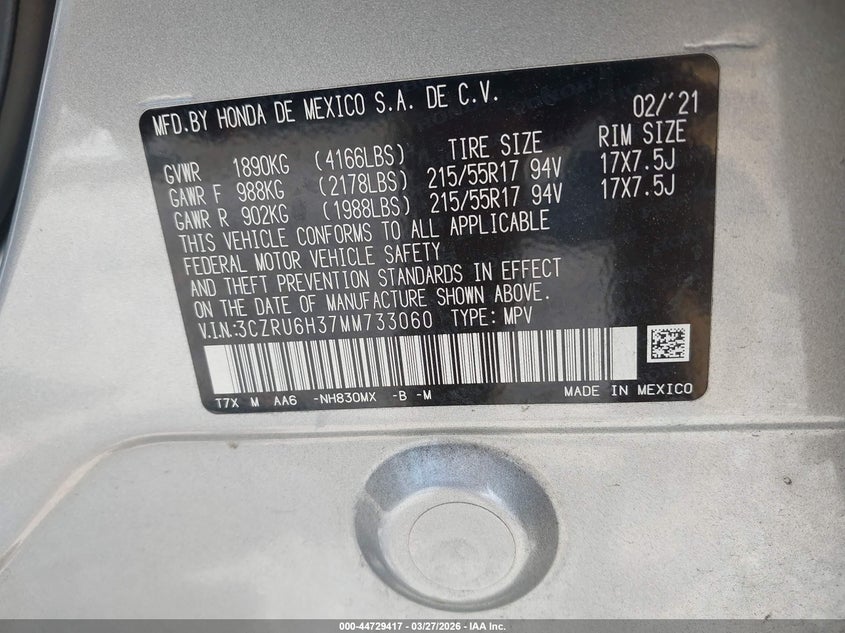 MFD.BY HONDA DE MEXICO S.A. DE C.V. 02/'21
TIRE SIZE RIM SIZE
GVWR 1890KG (4166LBS)
GAWR F 988KG (2178LBS) 215/55R17 94V 17X7.5J
GAWR R 902KG (1988LBS) 215/55R17 94V 17X7.5J
THIS VEHICLE CONFORMS TO ALL APPLICABLE
FEDERAL MOTOR VEHICLE SAFETY
AND THEFT PREVENTION STANDARDS IN EFFECT
ON THE DATE OF MANUFACTURE SHOWN ABOVE.
V.I.N.:3CZRU6H37MM733060 TYPE: MPV
T7X M AA6 -NH830MX -B -M MADE IN MEXICO
000-44729417 - 03/27/2026 - IAA Inc.